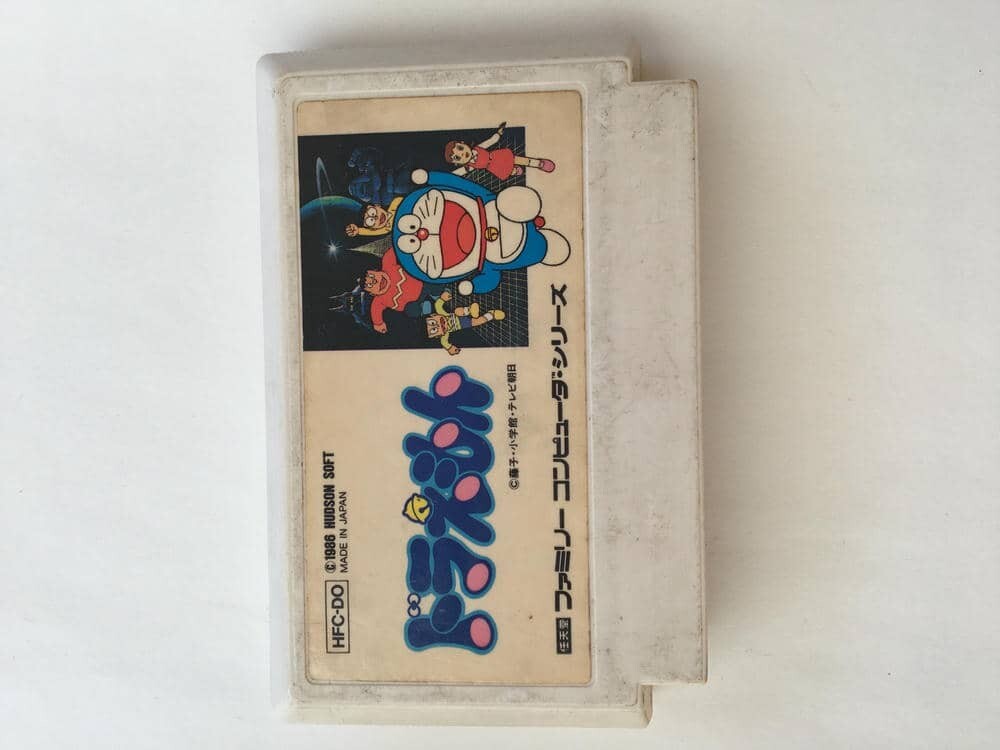 HFC-DO ©1986 HUDSON SOFT
MADE IN JAPAN
ドラえもん
©藤子・小学館・テレビ朝日
任天堂 ファミリー コンピュータ・シリーズ